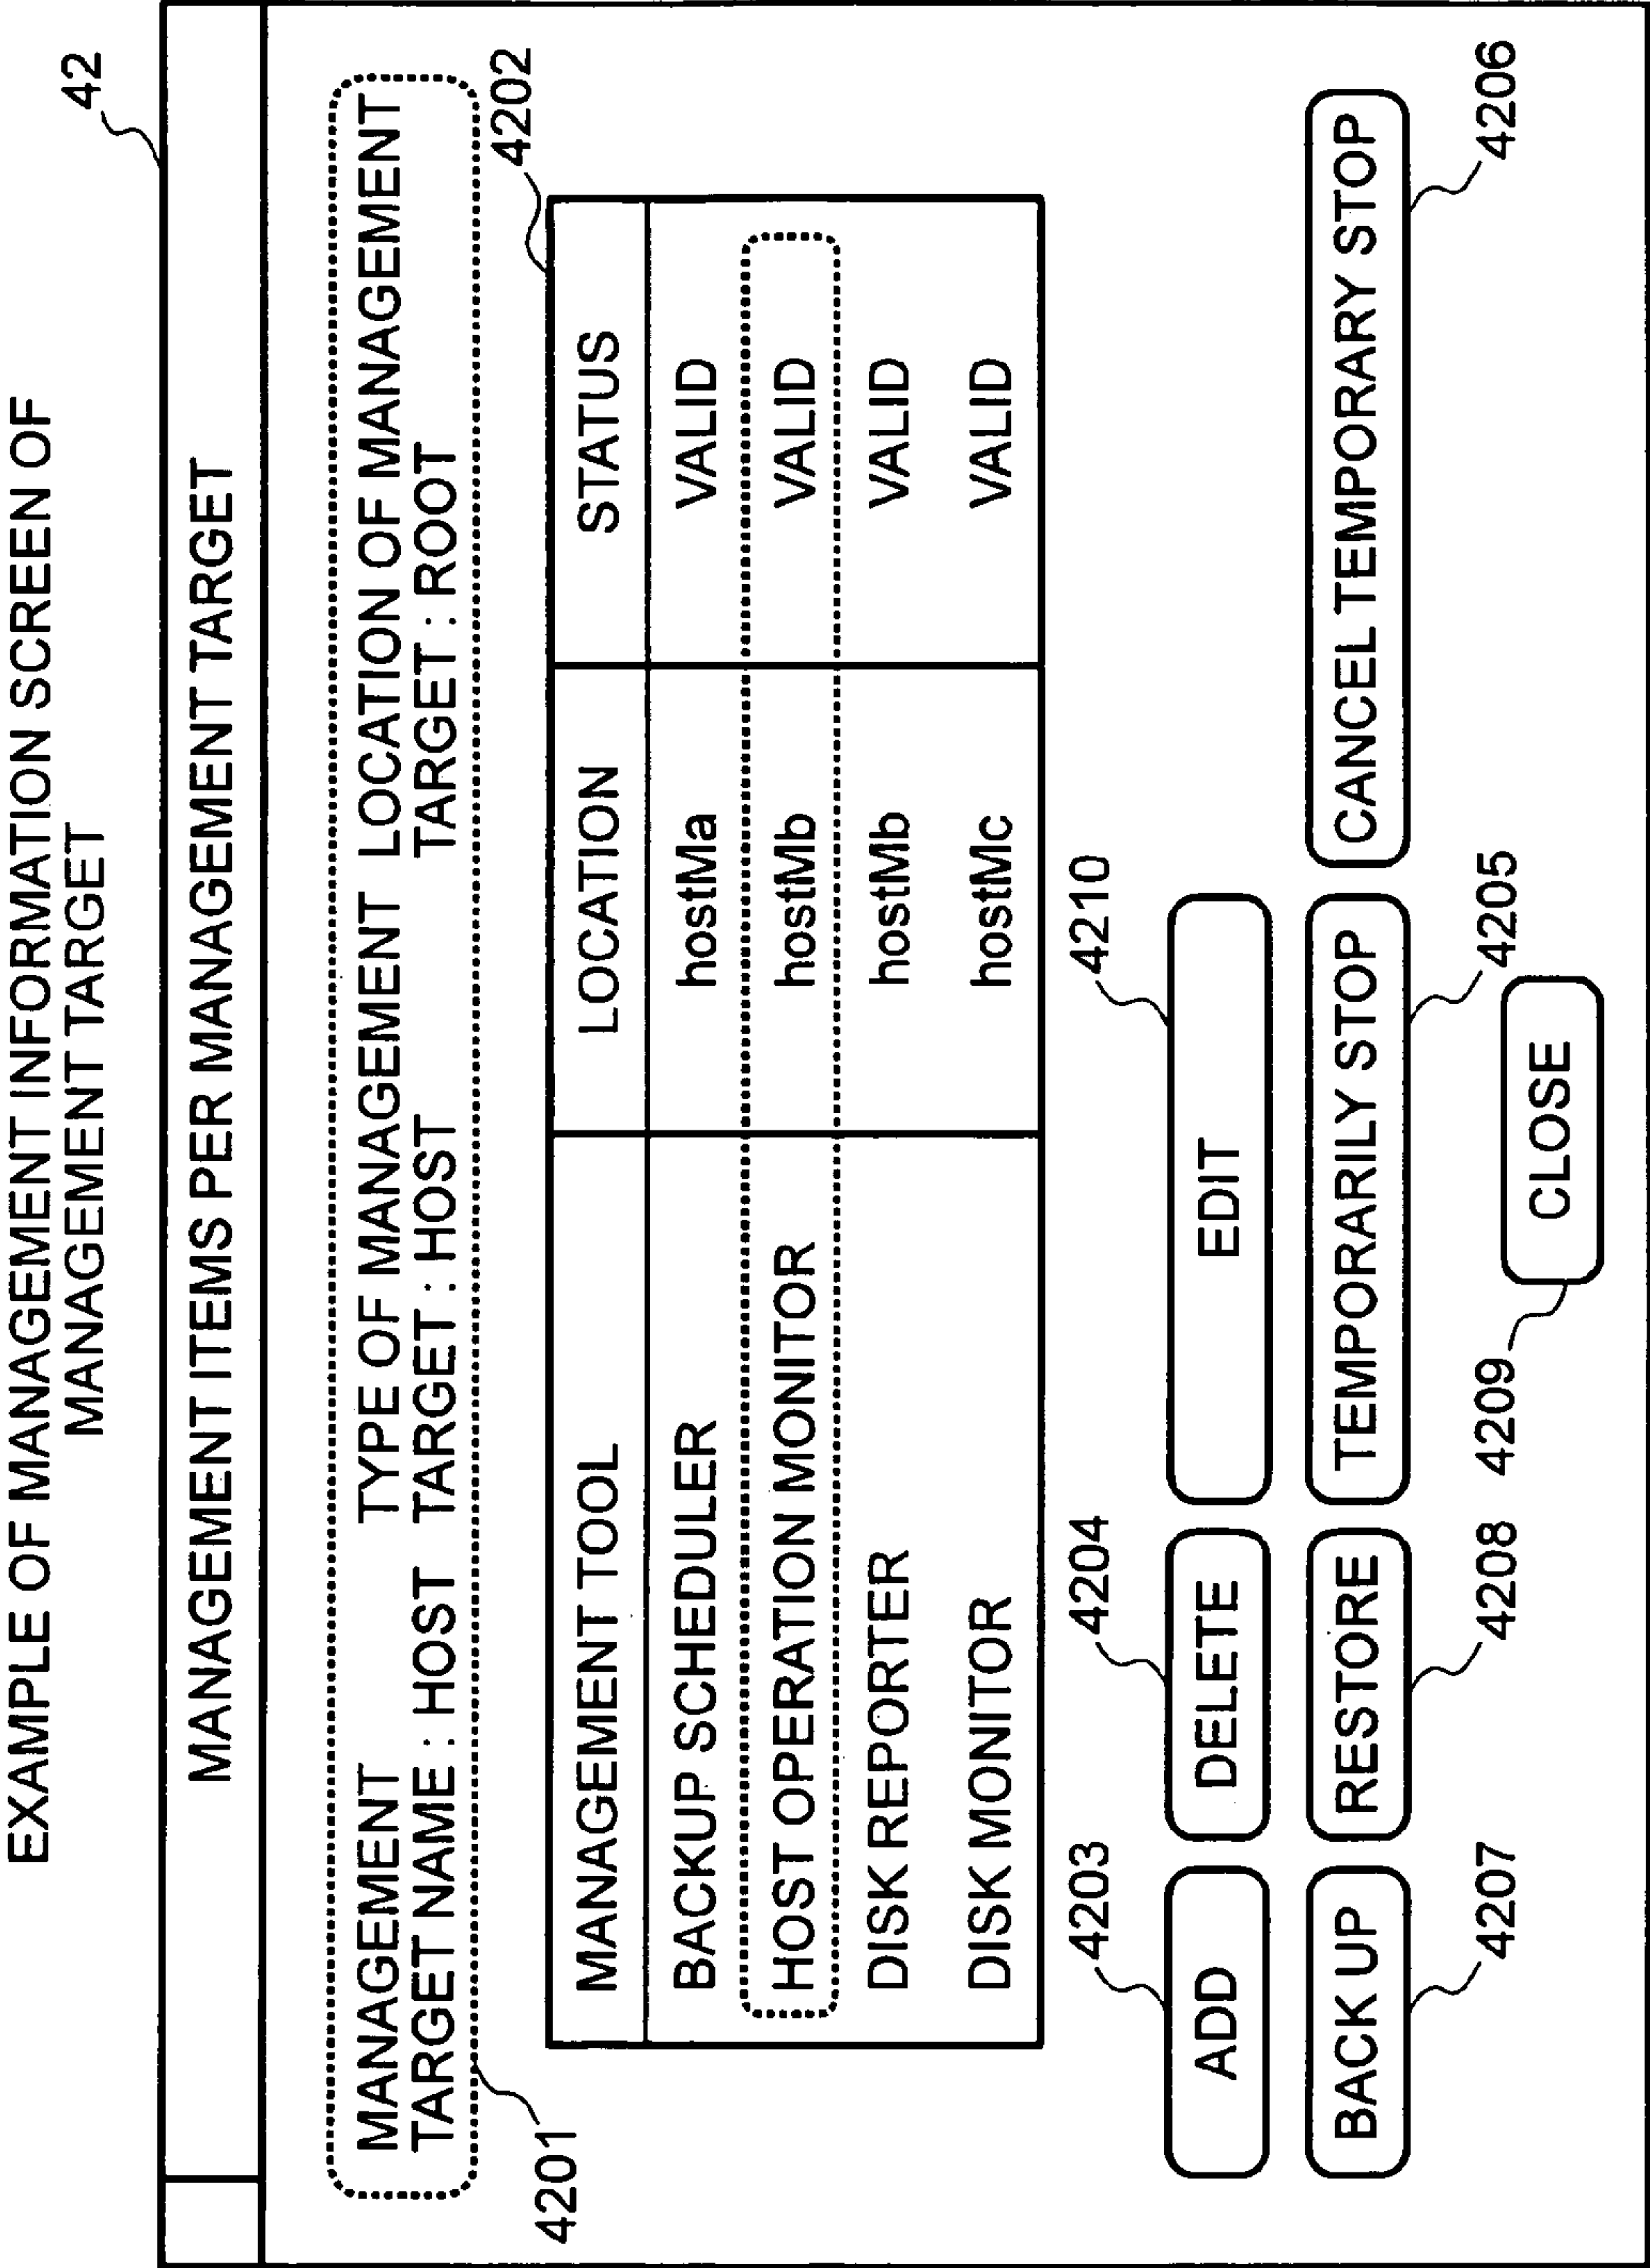 EXAMPLE OF MANAGEMENT INFORMATION SCREEN OF
MANAGEMENT TARGET
42
MANAGEMENT ITEMS PER MANAGEMENT TARGET
MANAGEMENT TYPE OF MANAGEMENT LOCATION OF MANAGEMENT
TARGET NAME : HOST TARGET : HOST TARGET : ROOT
4201
4202
MANAGEMENT TOOL LOCATION STATUS
BACKUP SCHEDULER hostMa VALID
HOST OPERATION MONITOR hostMb VALID
DISK REPORTER hostMb VALID
DISK MONITOR hostMc VALID
4203 4204 4210
ADD DELETE EDIT
BACK UP RESTORE TEMPORARILY STOP CANCEL TEMPORARY STOP
4207 4208 4209 4205 4206
CLOSE